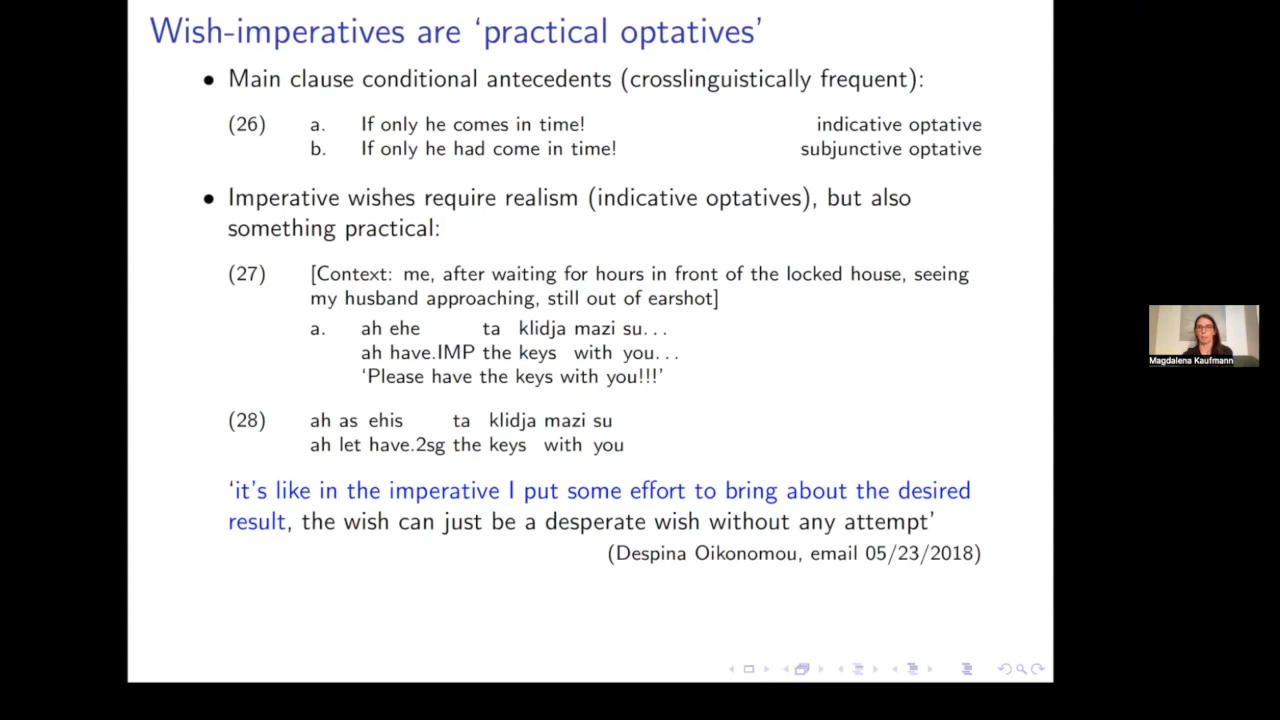 Wish-imperatives are ‘practical optatives’
• Main clause conditional antecedents (crosslinguistically frequent):
(26) a. If only he comes in time! indicative optative
b. If only he had come in time! subjunctive optative
• Imperative wishes require realism (indicative optatives), but also
something practical:
(27) [Context: me, after waiting for hours in front of the locked house, seeing
my husband approaching, still out of earshot]
a. ah ehe ta klidja mazi su...
ah have.IMP the keys with you...
‘Please have the keys with you!!!’
(28) ah as ehis ta klidja mazi su
ah let have.2sg the keys with you
‘it’s like in the imperative I put some effort to bring about the desired
result, the wish can just be a desperate wish without any attempt’
(Despina Oikonomou, email 05/23/2018)
Magdalena Kaufmann